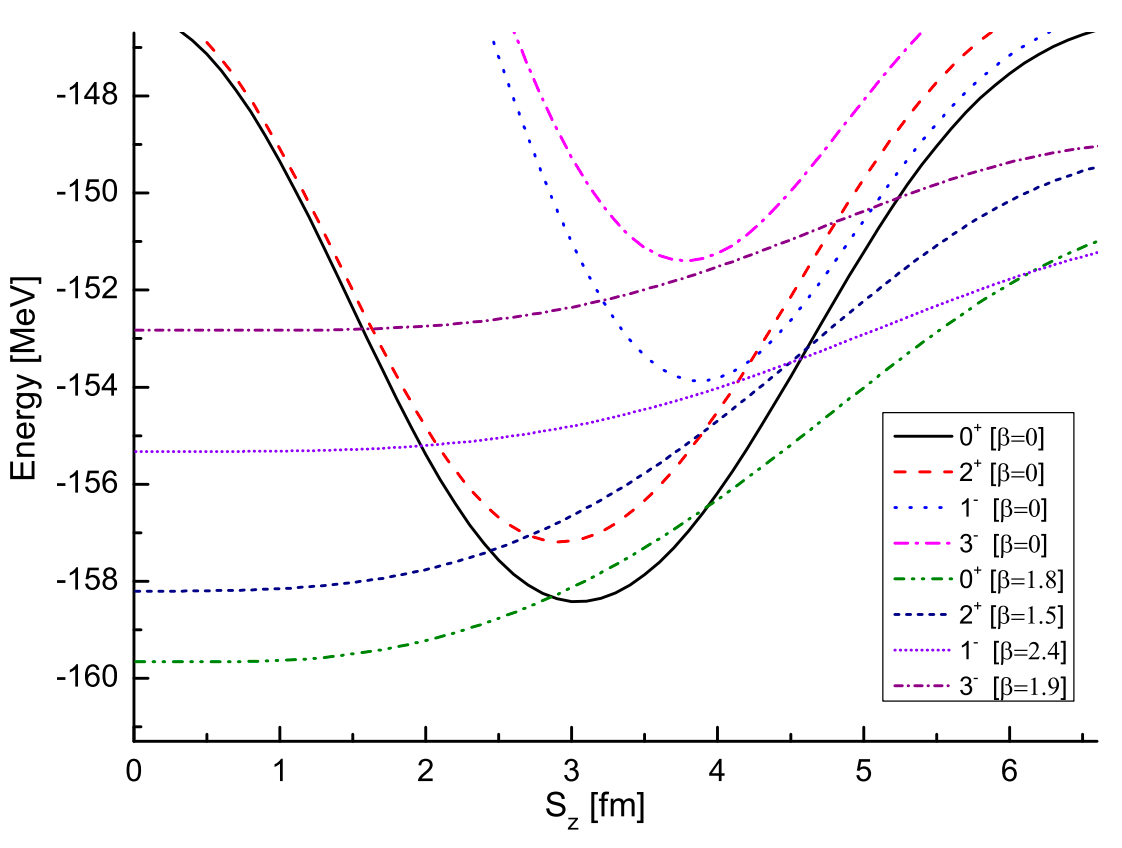 Energy [MeV]
-148
-150
-152
-154
-156
-158
-160
0⁺ [β=0]
2⁺ [β=0]
1⁻ [β=0]
3⁻ [β=0]
0⁺ [β=1.8]
2⁺ [β=1.5]
1⁻ [β=2.4]
3⁻ [β=1.9]
0 1 2 3 4 5 6
S_z [fm]